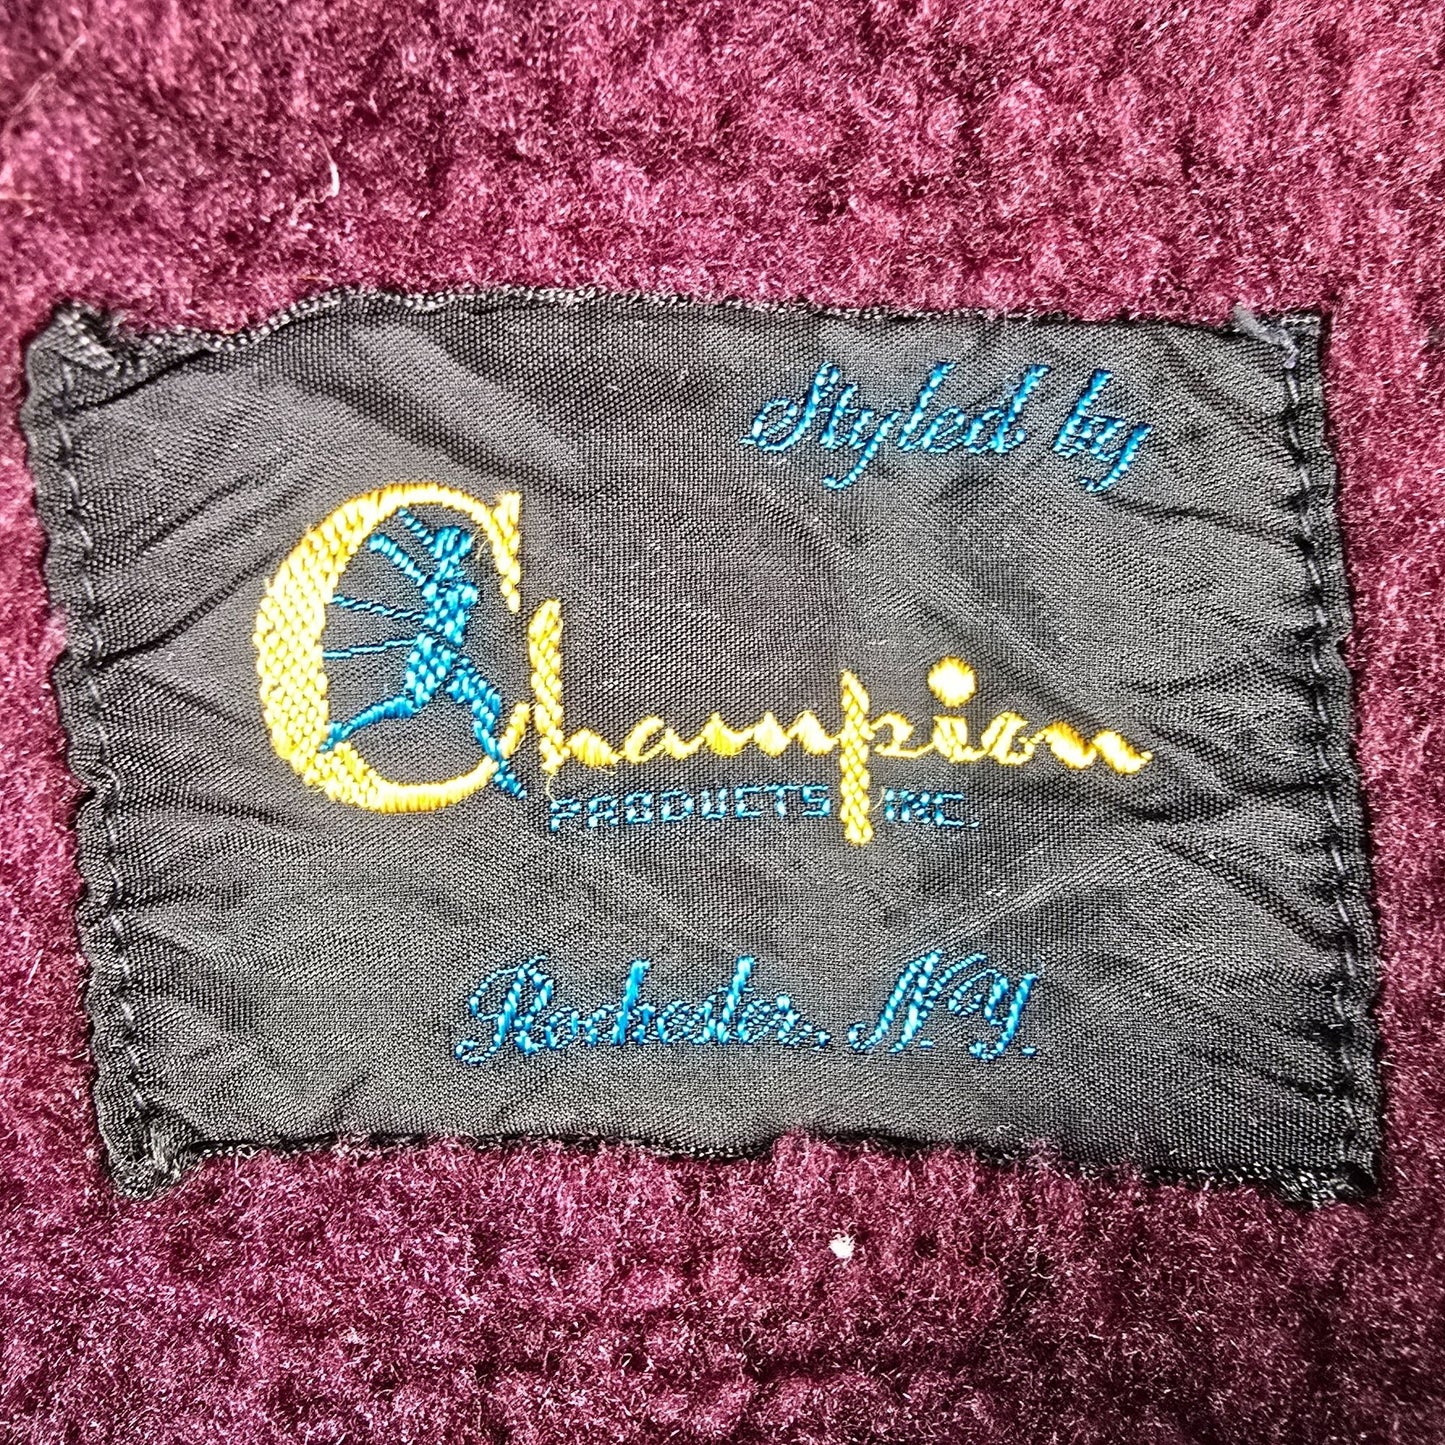 Styled by
Champion
PRODUCTS INC.
Rochester, N.Y.